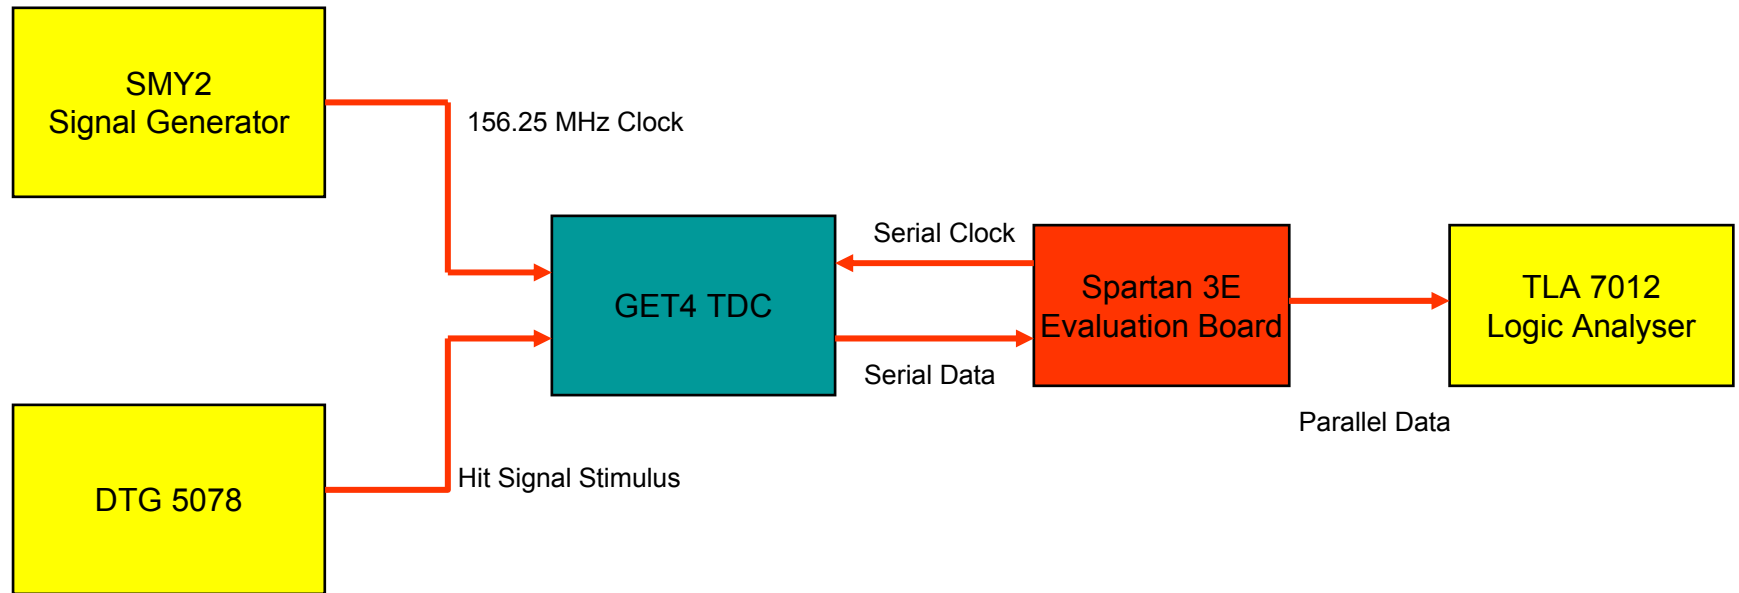 SMY2
Signal Generator
156.25 MHz Clock
Serial Clock
GET4 TDC
Spartan 3E
Evaluation Board
TLA 7012
Logic Analyser
Serial Data
Parallel Data
Hit Signal Stimulus
DTG 5078